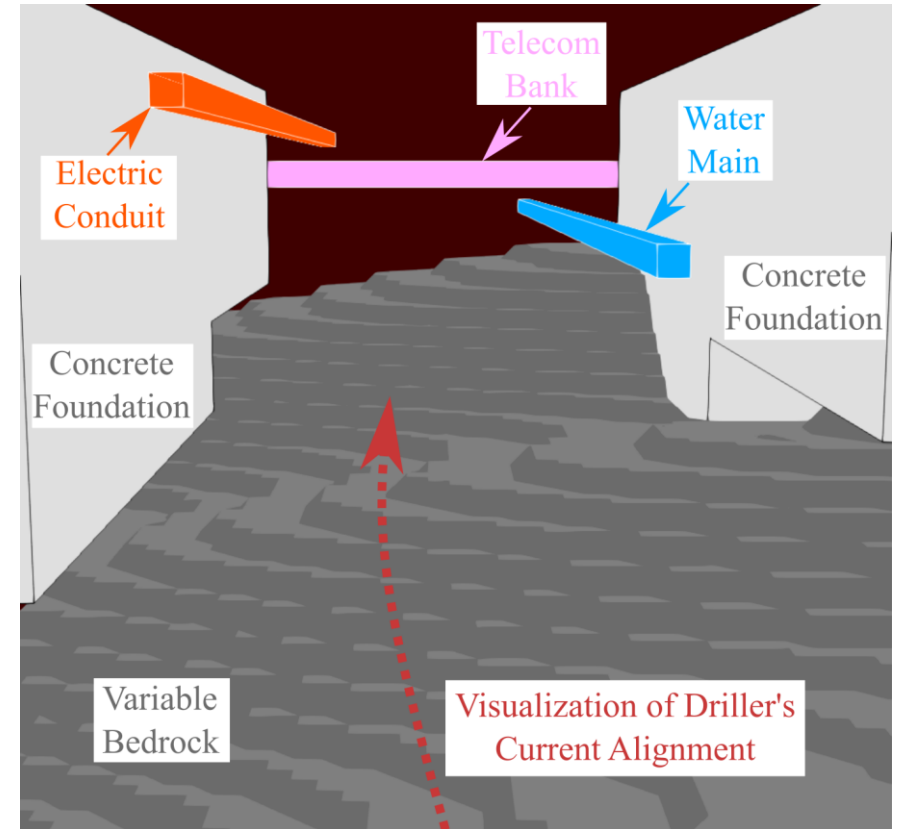 Telecom
Bank
Water
Main
Electric
Conduit
Concrete
Foundation
Concrete
Foundation
Variable
Bedrock
Visualization of Driller's
Current Alignment